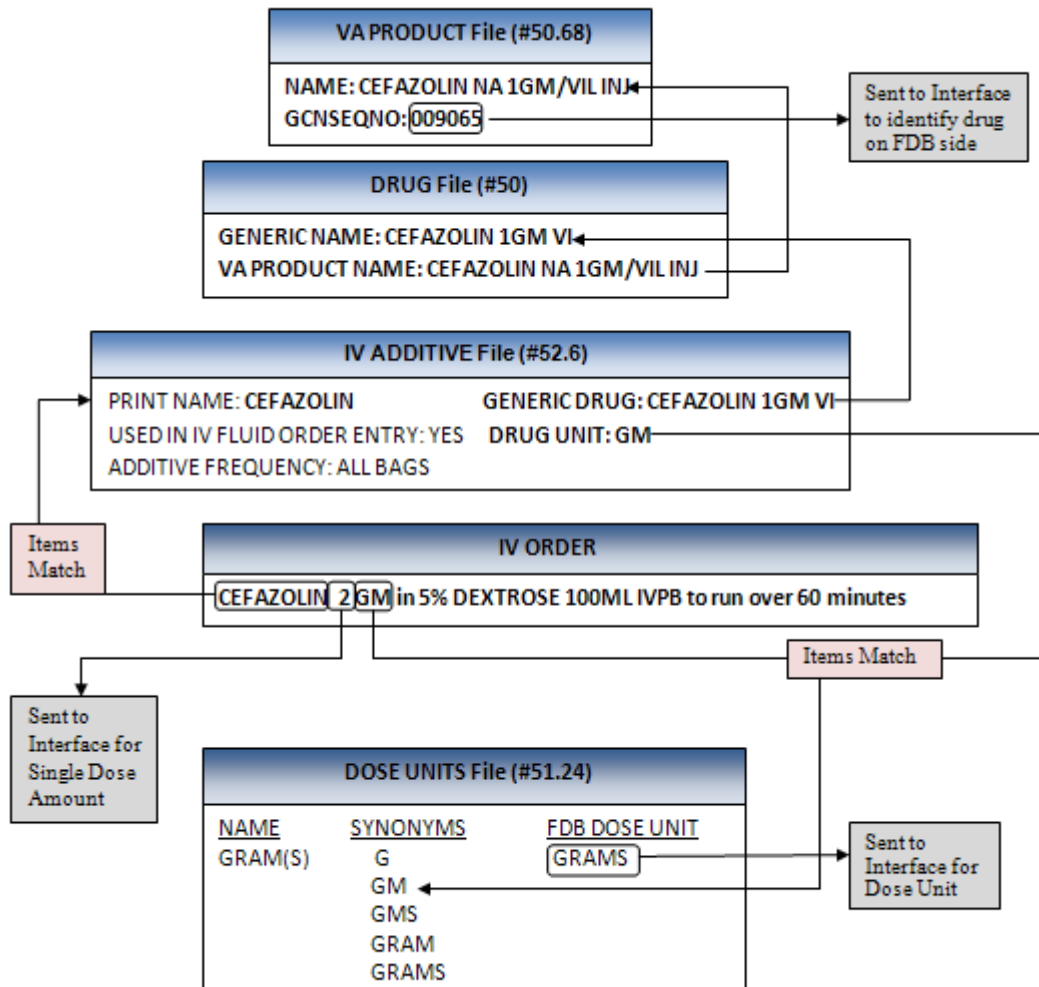 VA PRODUCT File (#50.68)
NAME: CEFAZOLIN NA 1GM/VIL INJ
GCNSEQNO: 009065
Sent to Interface
to identify drug
on FDB side
DRUG File (#50)
GENERIC NAME: CEFAZOLIN 1GM VI
VA PRODUCT NAME: CEFAZOLIN NA 1GM/VIL INJ
IV ADDITIVE File (#52.6)
PRINT NAME: CEFAZOLIN GENERIC DRUG: CEFAZOLIN 1GM VI
USED IN IV FLUID ORDER ENTRY: YES DRUG UNIT: GM
ADDITIVE FREQUENCY: ALL BAGS
Items
Match
IV ORDER
CEFAZOLIN 2 GM in 5% DEXTROSE 100ML IVPB to run over 60 minutes
Items Match
Sent to
Interface for
Single Dose
Amount
DOSE UNITS File (#51.24)
NAME SYNONYMS FDB DOSE UNIT
GRAM(S) G GRAMS
GM
GMS
GRAM
GRAMS
Sent to
Interface for
Dose Unit